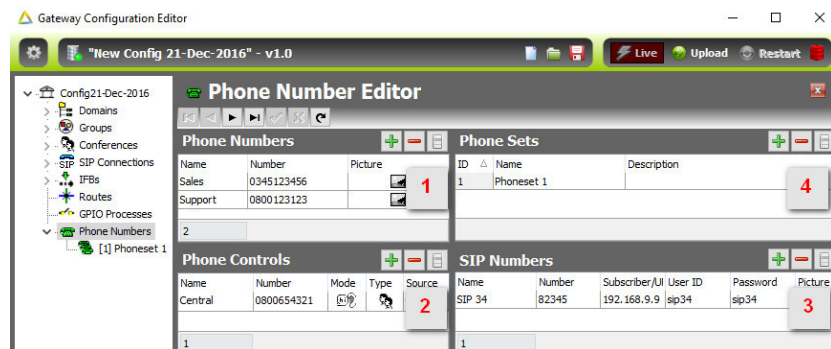 Gateway Configuration Editor
"New Config 21-Dec-2016" - v1.0
Live Upload Restart
Config21-Dec-2016
Domains
Groups
Conferences
SIP SIP Connections
IFBs
Routes
GPIO Processes
Phone Numbers
[1] Phoneset 1
Phone Number Editor
Phone Numbers
Name Number Picture
Sales 0345123456
Support 0800123123
2
1
Phone Sets
ID Name Description
1 Phoneset 1
4
Phone Controls
Name Number Mode Type Source
Central 0800654321
1
2
SIP Numbers
Name Number Subscriber/UI User ID Password Picture
SIP 34 82345 192.168.9.9 sip34 sip34
1
3